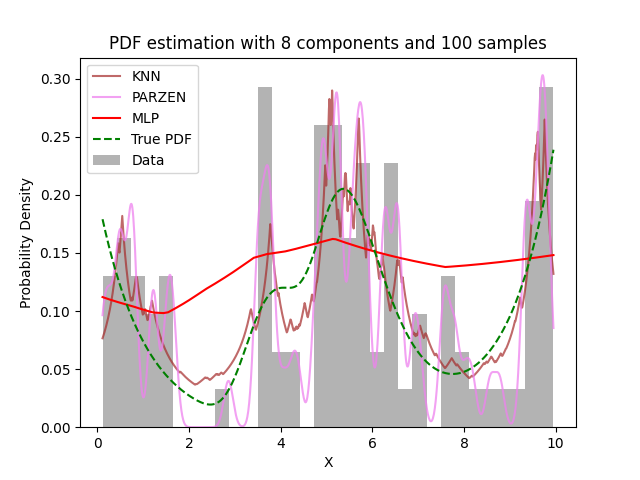 PDF estimation with 8 components and 100 samples
KNN
PARZEN
MLP
True PDF
Data
Probability Density
0.30
0.25
0.20
0.15
0.10
0.05
0.00
0 2 4 6 8 10
X